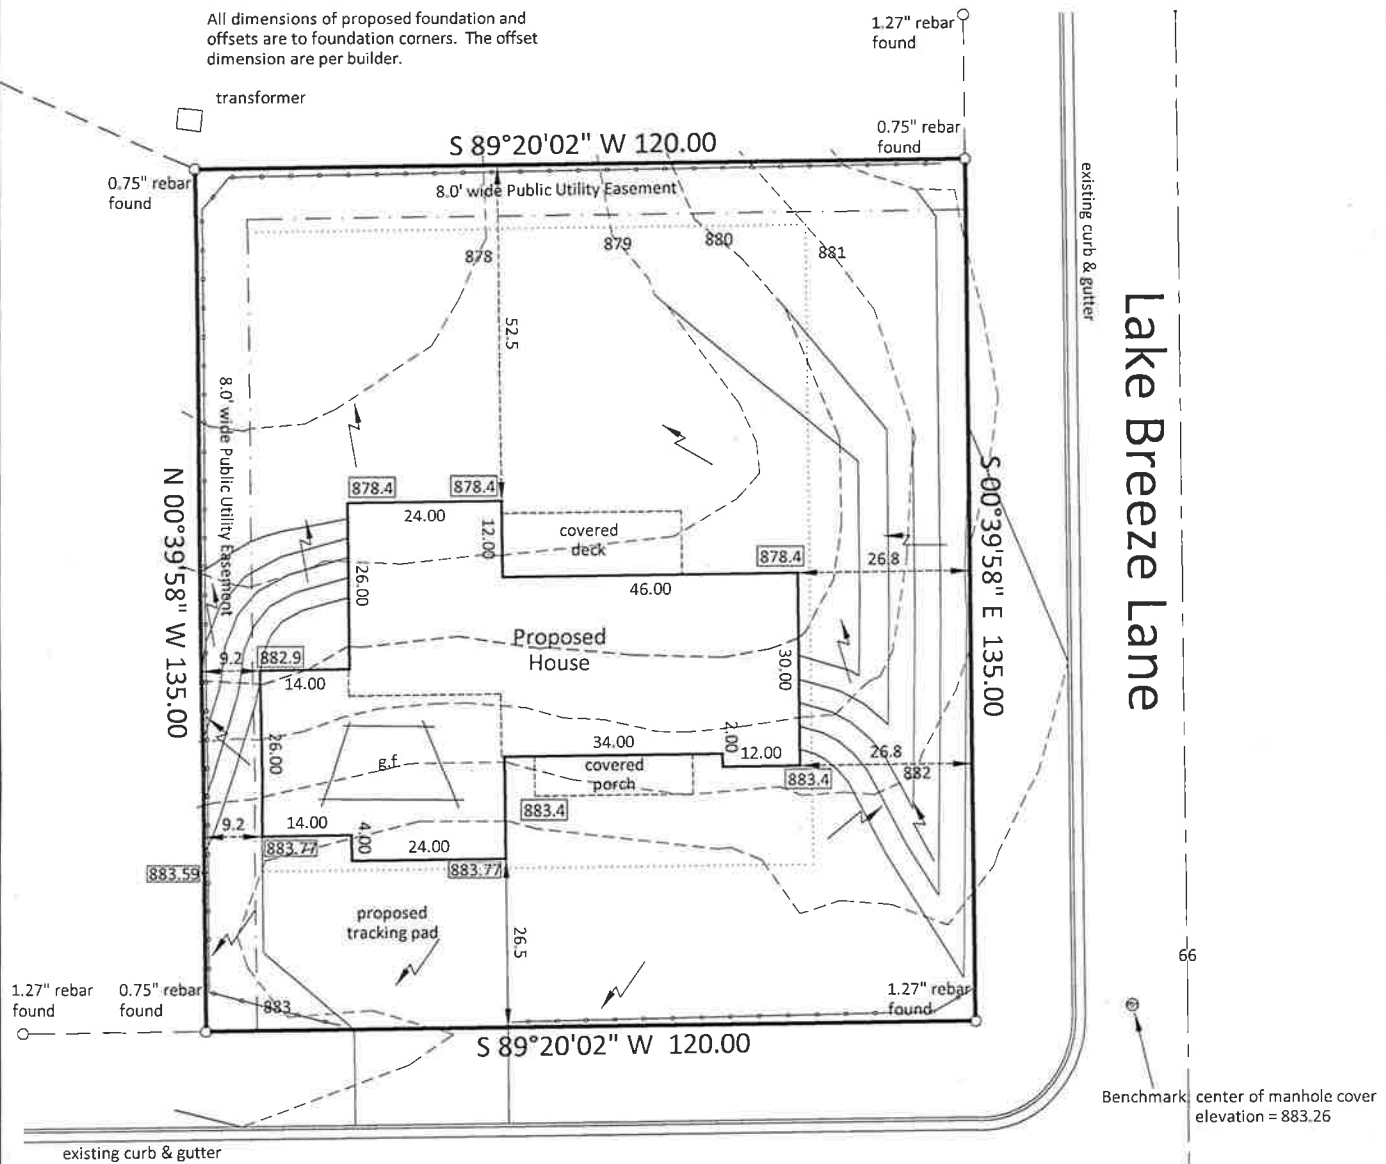 All dimensions of proposed foundation and
offsets are to foundation corners. The offset
dimension are per builder.
transformer
1.27" rebar
found
0.75" rebar
found
S 89°20'02" W 120.00
0.75" rebar
found
8.0' wide Public Utility Easement
878
879
880
881
existing curb & gutter
Lake Breeze Lane
52.5
8.0' wide Public Utility Easement
N 00°39'58" W 135.00
S 00°39'58" E 135.00
878.4
878.4
24.00
12.00
covered
deck
878.4
26.8
26.00
46.00
Proposed
House
9.2
882.9
14.00
30.00
26.00
g.f.
34.00
2.00
12.00
26.8
882
covered
porch
883.4
883.4
9.2
14.00
4.00
24.00
883.77
883.77
883.59
proposed
tracking pad
26.5
66
1.27" rebar
found
0.75" rebar
found
883
1.27" rebar
found
S 89°20'02" W 120.00
Benchmark: center of manhole cover
elevation = 883.26
existing curb & gutter